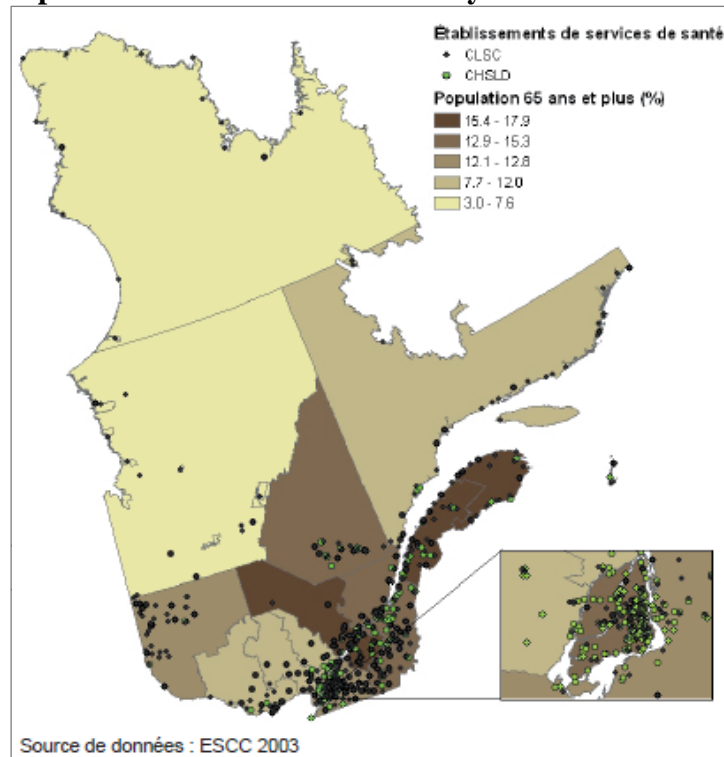 Établissements de services de santé
CLSC
CHSLD
Population 65 ans et plus (%)
15.4 - 17.9
12.9 - 15.3
12.1 - 12.8
7.7 - 12.0
3.0 - 7.6
Source de données : ESCC 2003